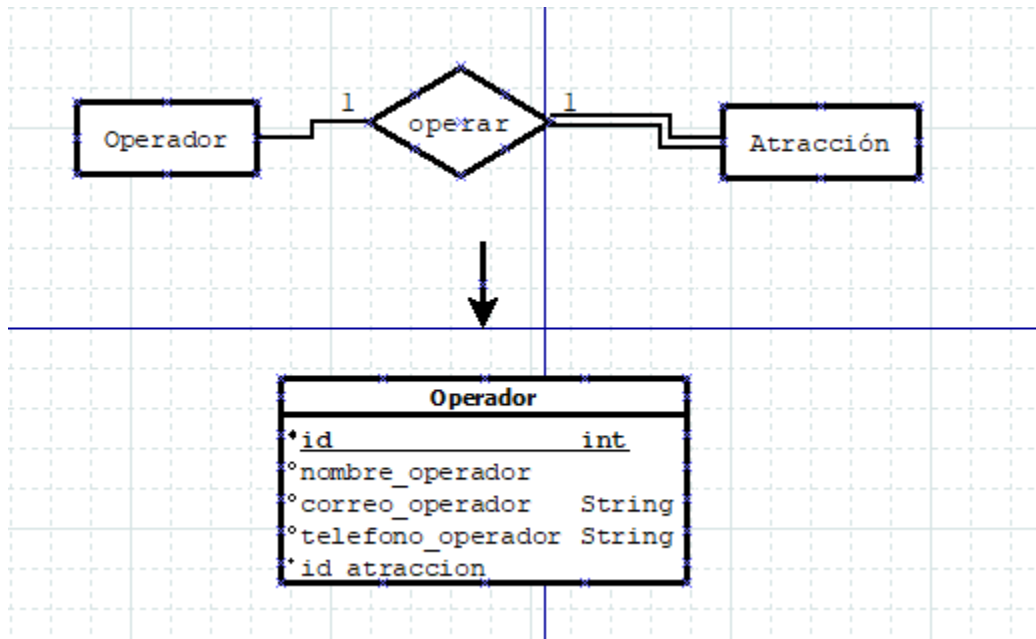 1
1
operar
Operador
Atracción
Operador
id int
nombre_operador
correo_operador String
telefono_operador String
id atraccion